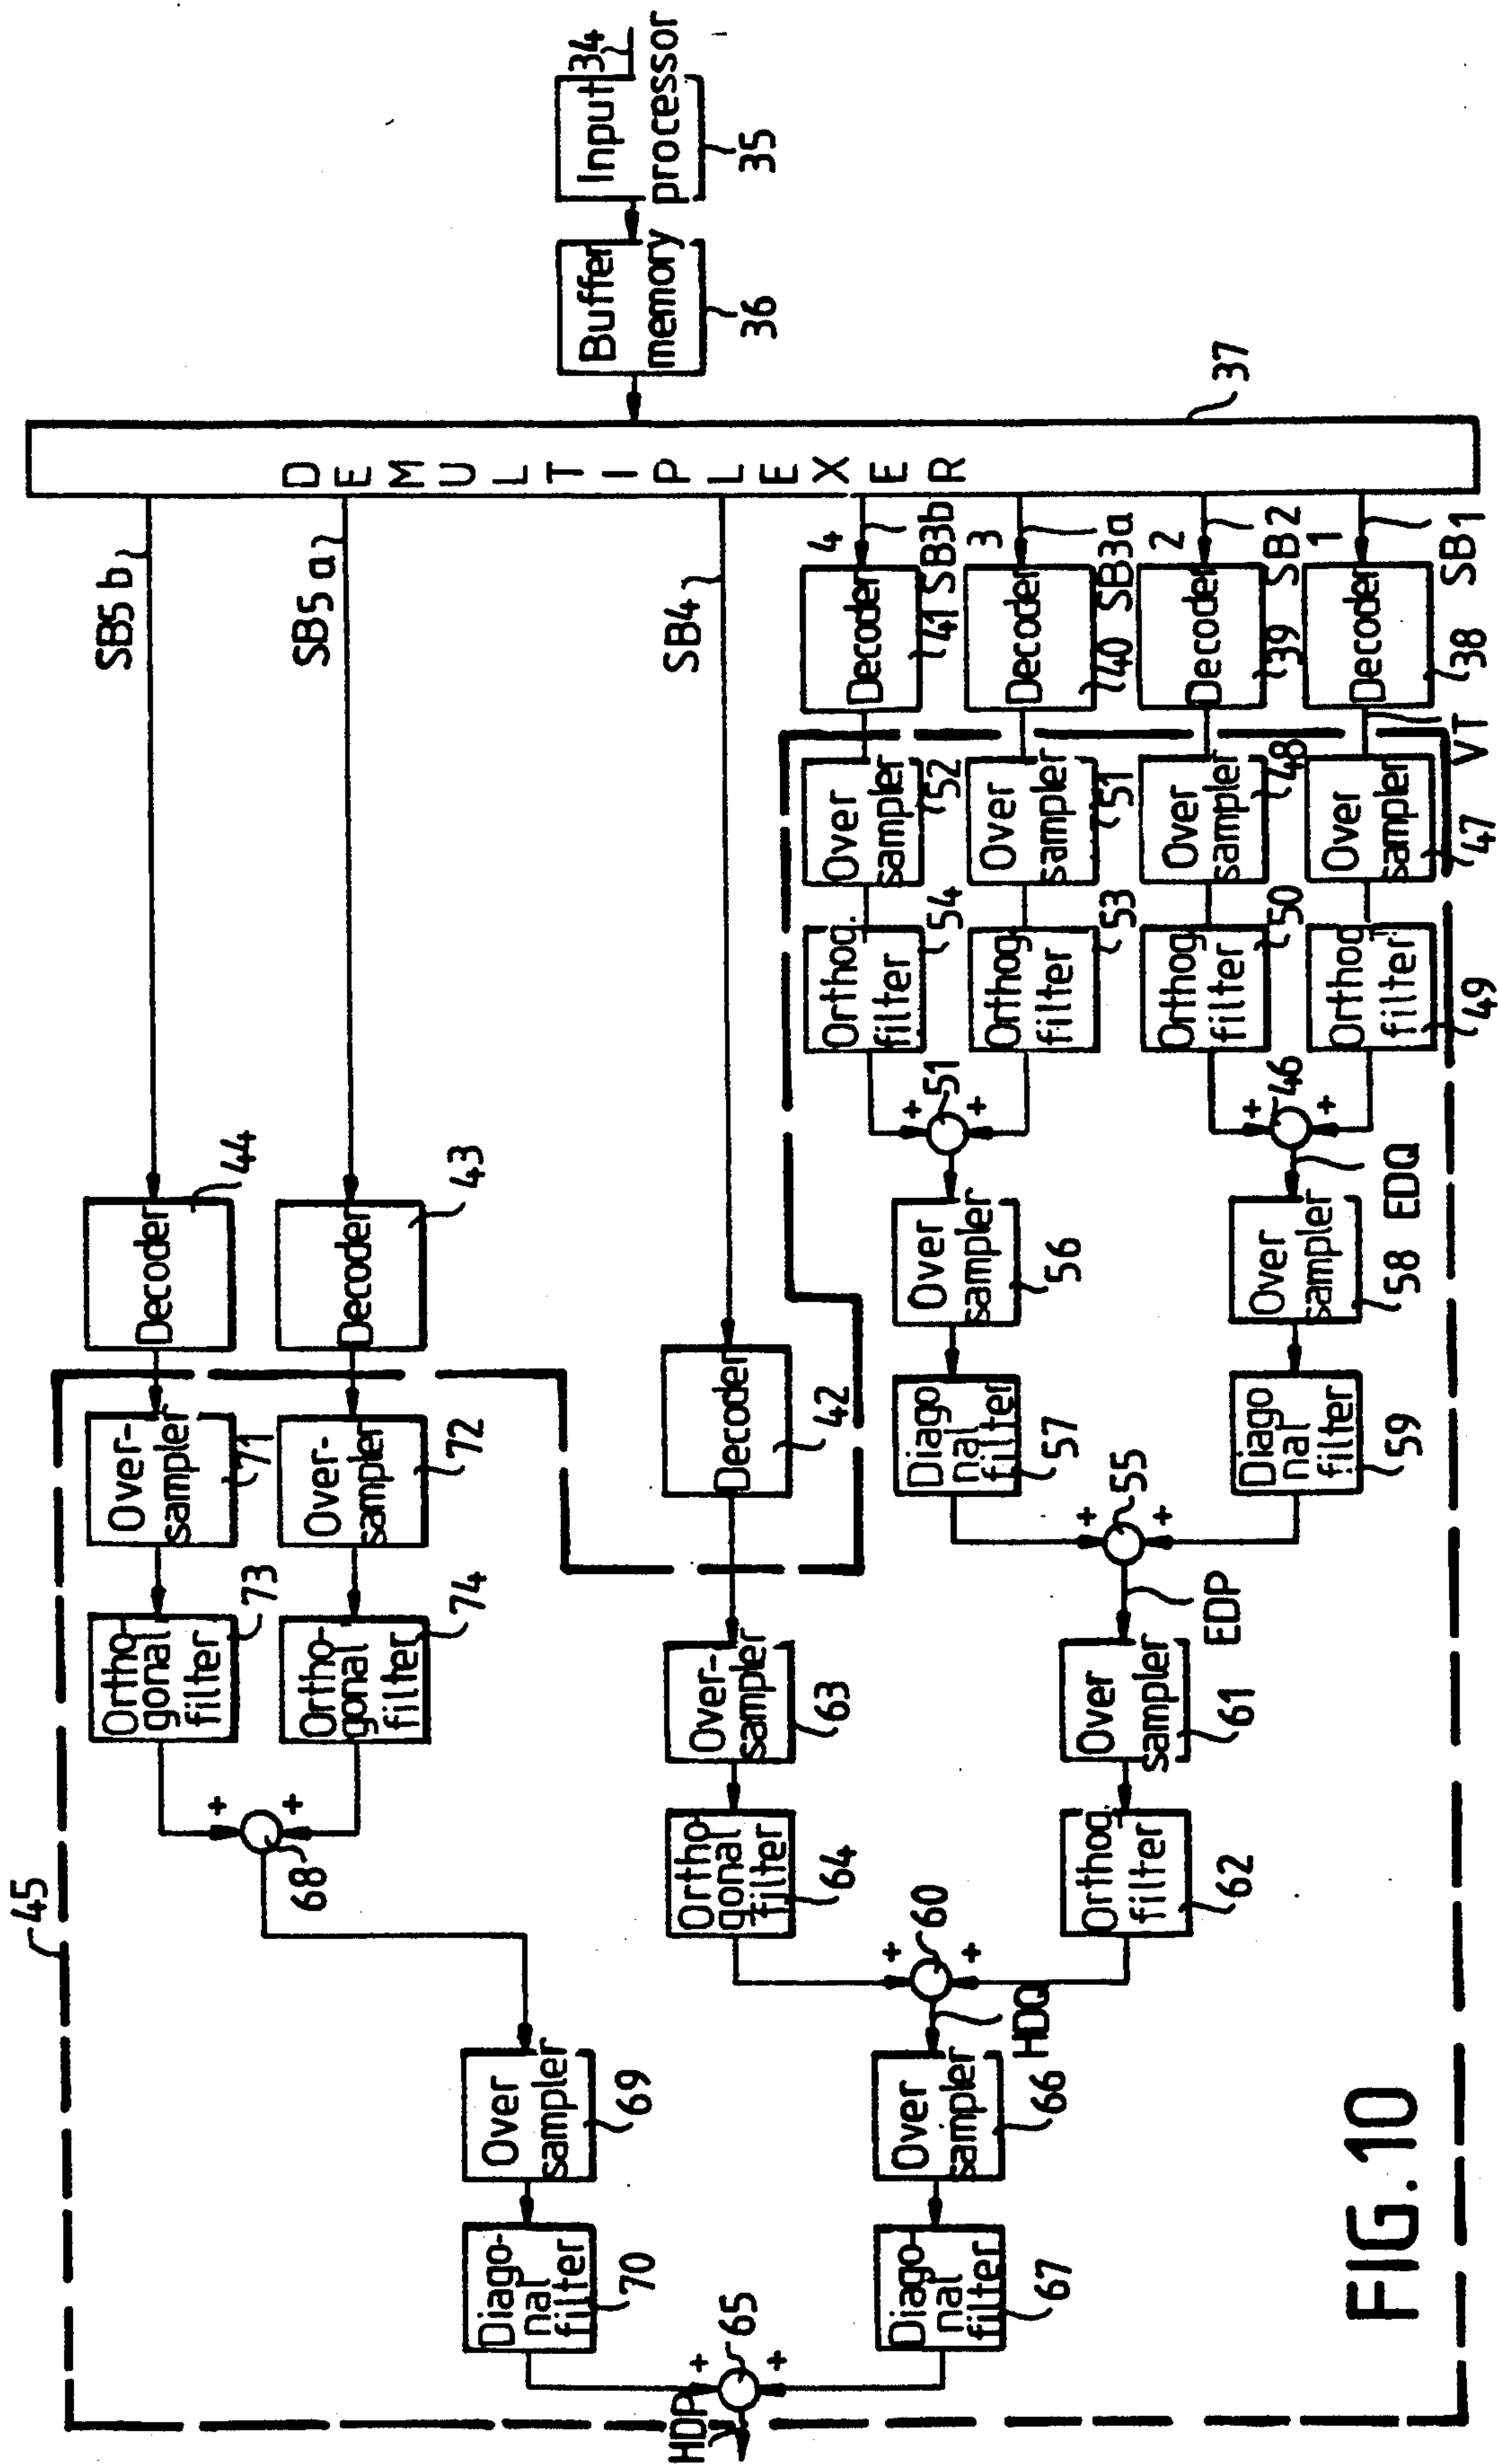 34
Input
processor
35
Buffer
memory
36
37
DEMULTIPLEXER
SB5b
SB5a
SB4
4
SB3b
3
SB3a
2
SB2
1
SB1
Decoder
41
Decoder
40
Decoder
39
Decoder
38
VT
Over
sampler
52
Over
sampler
51
Over
sampler
48
Over
sampler
47
Orthog.
filter
54
Orthog
filter
53
Orthog
filter
50
Orthog
filter
49
+
51
+
+
46
+
EDQ
Decoder
44
Decoder
43
Over
sampler
56
Over
sampler
58
Decoder
42
Diago
nal
filter
57
Diago
nal
filter
59
+
55
+
EDP
Over-
sampler
71
Over-
sampler
72
Ortho-
gonal
filter
73
Ortho-
gonal
filter
74
Over-
sampler
63
Over
sampler
61
+
+
68
Ortho-
gonal
filter
64
Orthog.
filter
62
45
+
60
+
HDQ
Over
sampler
69
Over
sampler
66
Diago-
nal
filter
70
Diago-
nal
filter
67
+
65
+
HDP
FIG.10